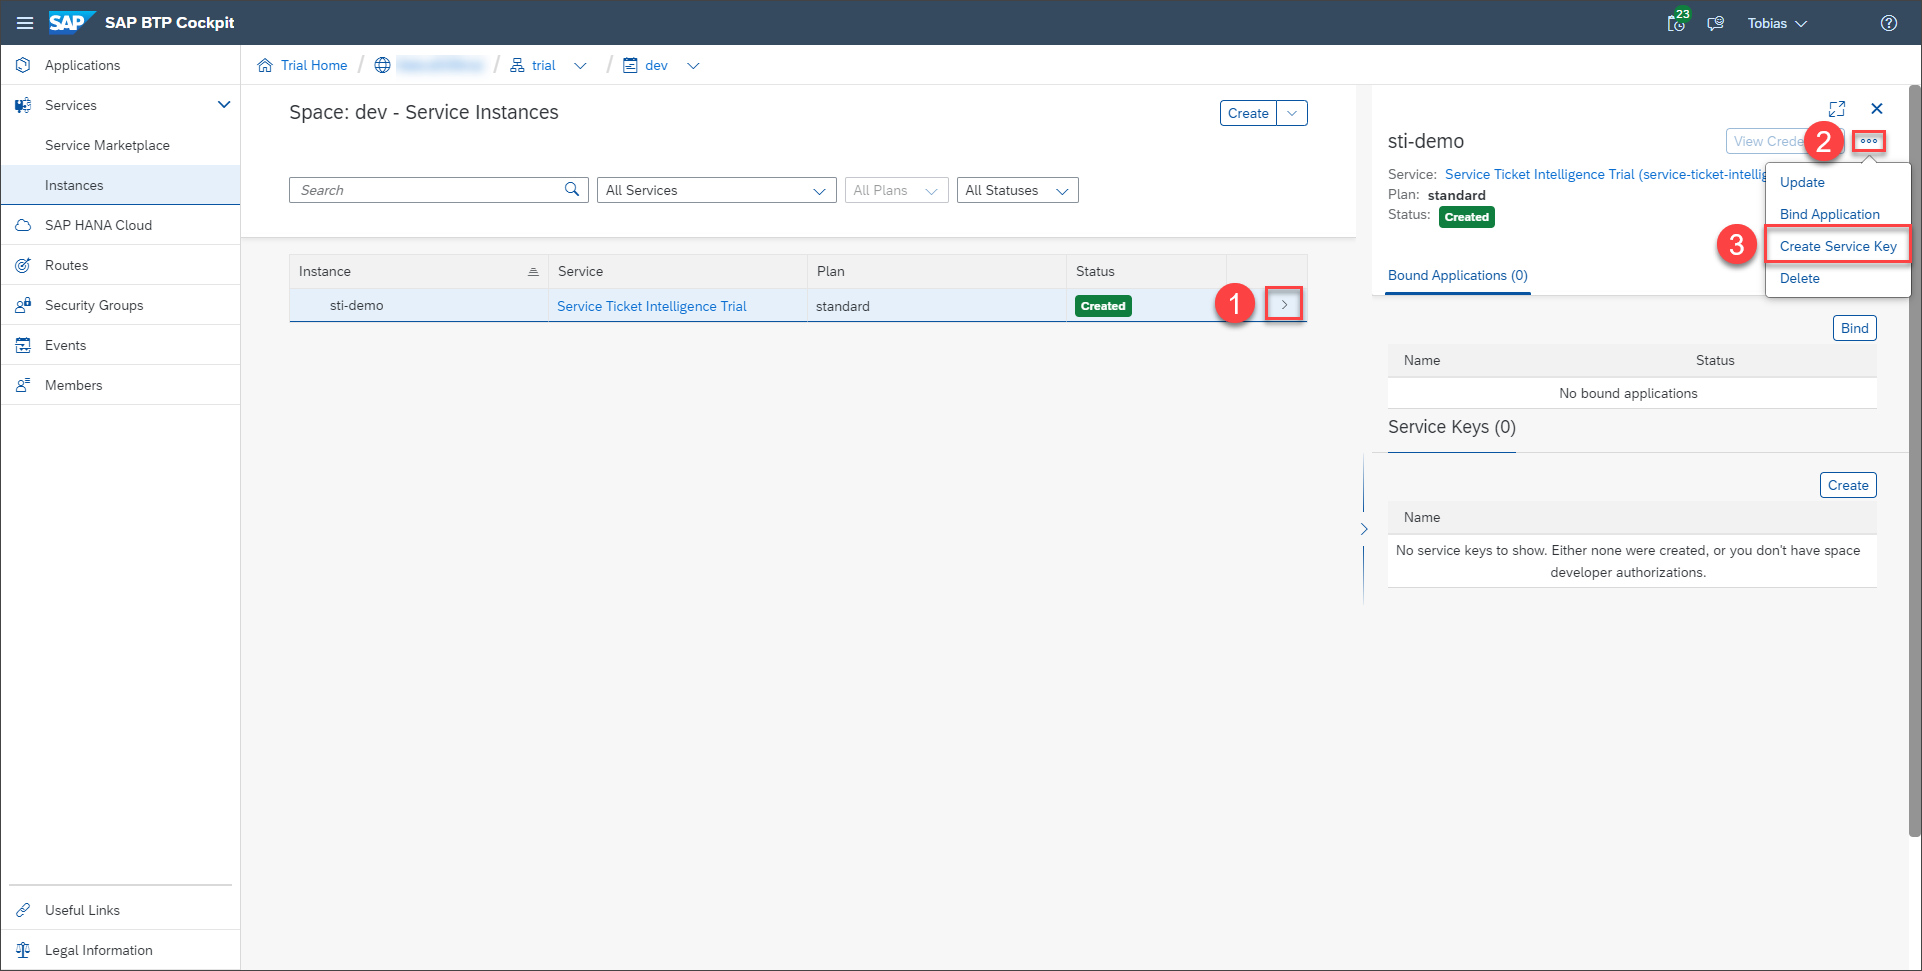 SAP SAP BTP Cockpit
23
Tobias
Applications
Services
Service Marketplace
Instances
SAP HANA Cloud
Routes
Security Groups
Events
Members
Useful Links
Legal Information
Trial Home / / trial / dev
Space: dev - Service Instances
Create
Search
All Services
All Plans
All Statuses
Instance Service Plan Status
sti-demo Service Ticket Intelligence Trial standard Created
1
sti-demo
View Crede
2
Service: Service Ticket Intelligence Trial (service-ticket-intellig
Plan: standard
Status: Created
Update
Bind Application
3
Create Service Key
Delete
Bound Applications (0)
Bind
Name Status
No bound applications
Service Keys (0)
Create
Name
No service keys to show. Either none were created, or you don't have space
developer authorizations.